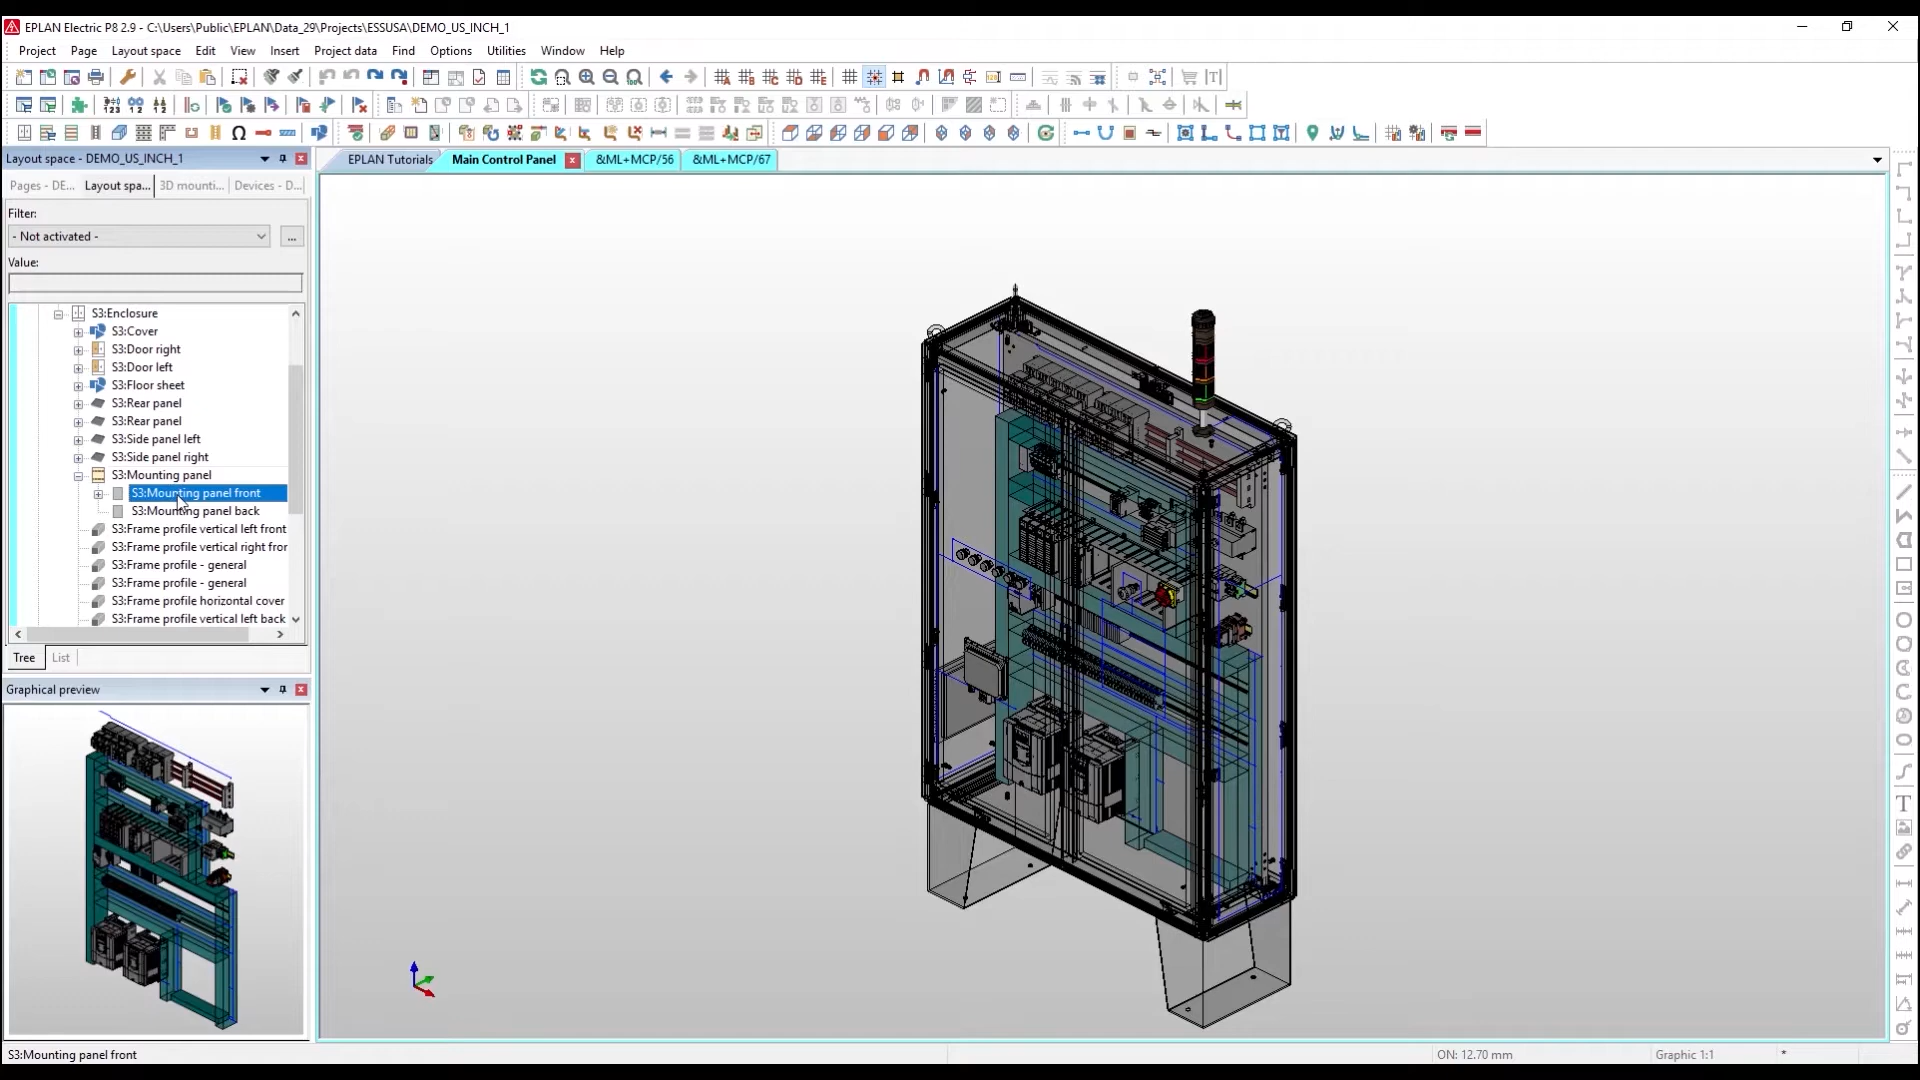 EPLAN Electric P8 2.9 - C:\Users\Public\EPLAN\Data_29\Projects\ESSUSA\DEMO_US_INCH_1
Project Page Layout space Edit View Insert Project data Find Options Utilities Window Help
Layout space - DEMO_US_INCH_1
EPLAN Tutorials Main Control Panel &ML+MCP/56 &ML+MCP/67
Pages - DE... Layout spa... 3D mounti... Devices - D...
Filter:
- Not activated -
...
Value:
S3:Enclosure
S3:Cover
S3:Door right
S3:Door left
S3:Floor sheet
S3:Rear panel
S3:Rear panel
S3:Side panel left
S3:Side panel right
S3:Mounting panel
S3:Mounting panel front
S3:Mounting panel back
S3:Frame profile vertical left front
S3:Frame profile vertical right fror
S3:Frame profile - general
S3:Frame profile - general
S3:Frame profile horizontal cover
S3:Frame profile vertical left back
Tree List
Graphical preview
S3:Mounting panel front
ON: 12.70 mm
Graphic 1:1
*